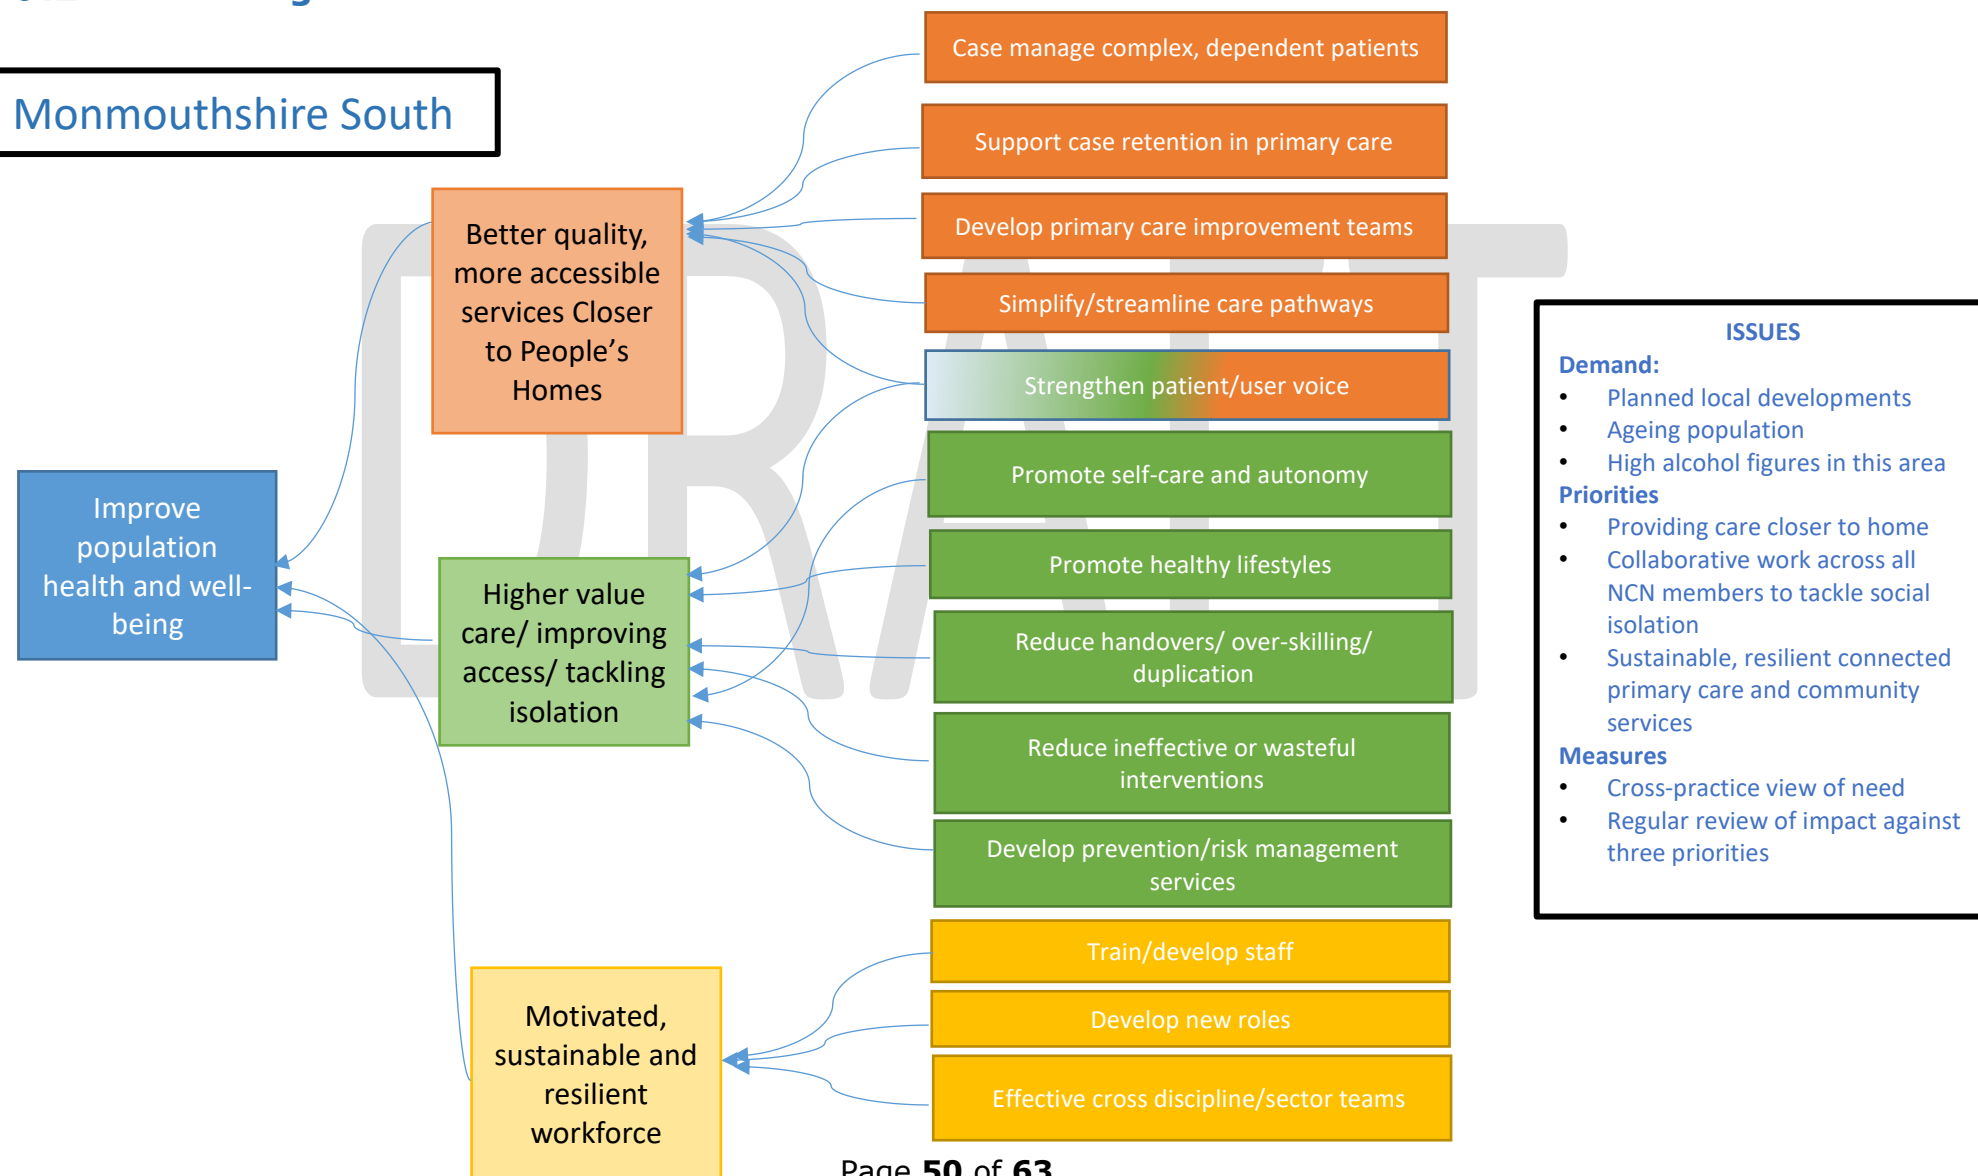 Monmouthshire South
Case manage complex, dependent patients
Support case retention in primary care
Develop primary care improvement teams
Simplify/streamline care pathways
Strengthen patient/user voice
Promote self-care and autonomy
Promote healthy lifestyles
Reduce handovers/ over-skilling/
duplication
Reduce ineffective or wasteful
interventions
Develop prevention/risk management
services
Train/develop staff
Develop new roles
Effective cross discipline/sector teams
Better quality,
more accessible
services Closer
to People’s
Homes
Higher value
care/ improving
access/ tackling
isolation
Motivated,
sustainable and
resilient
workforce
Improve
population
health and well-
being
ISSUES
Demand:
• Planned local developments
• Ageing population
• High alcohol figures in this area
Priorities
• Providing care closer to home
• Collaborative work across all
NCN members to tackle social
isolation
• Sustainable, resilient connected
primary care and community
services
Measures
• Cross-practice view of need
• Regular review of impact against
three priorities
DRAFT
Page 50 of 63